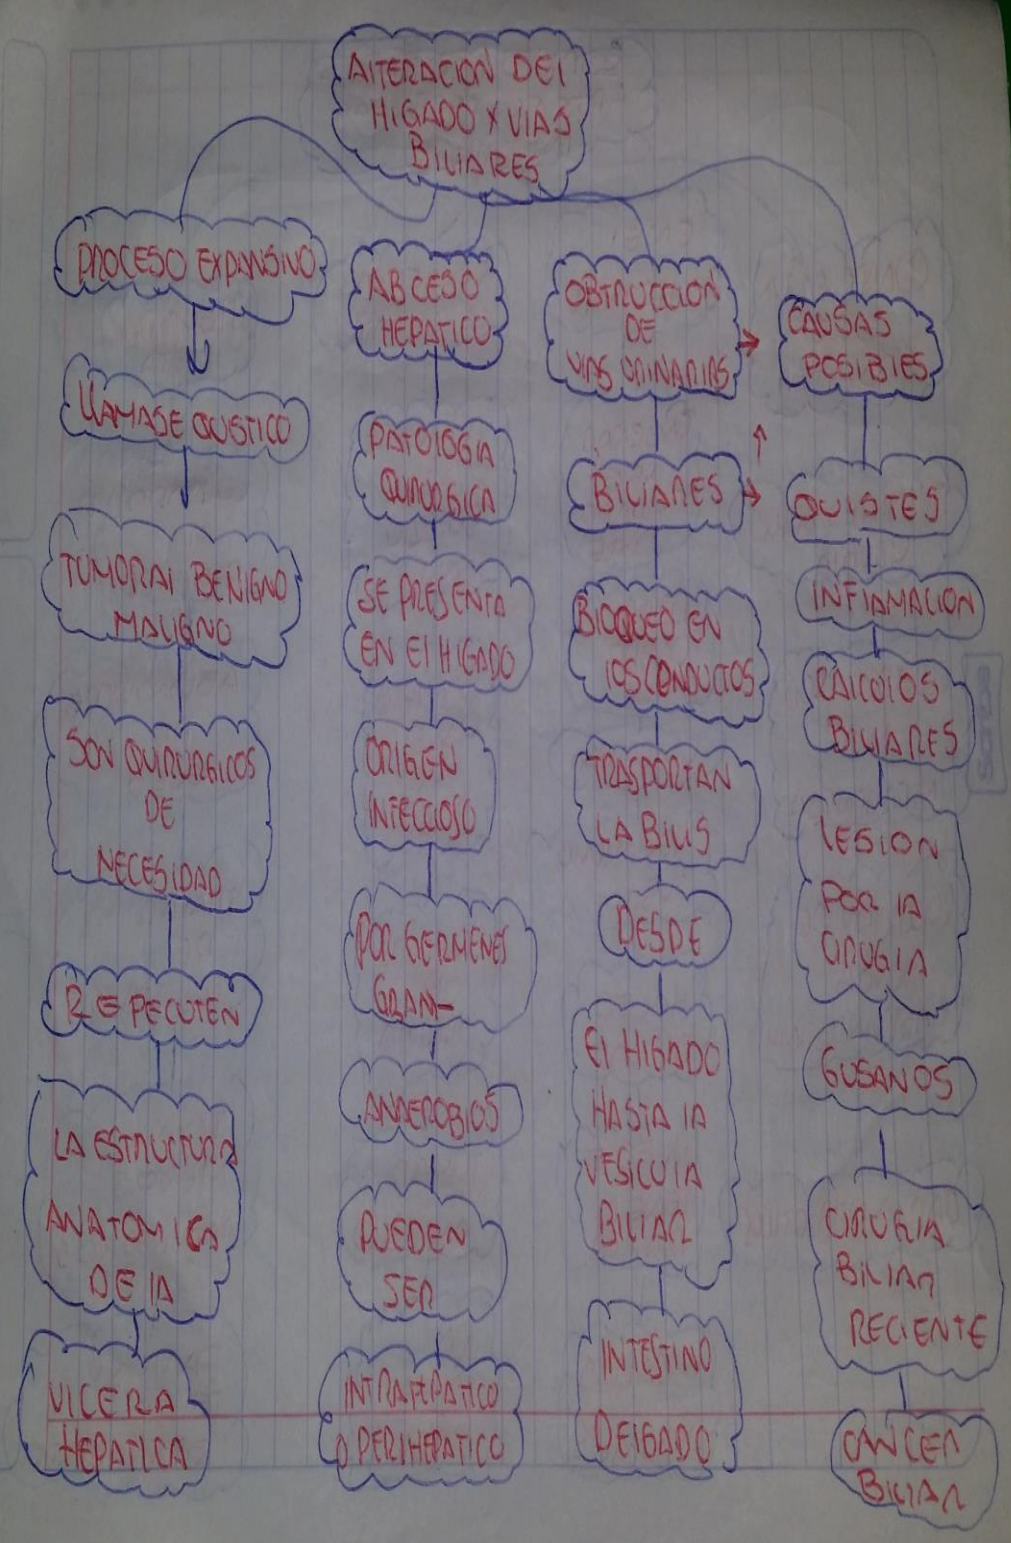 AlTERACION DEl
HIGADO Y VIAS
BILIARES
PROCESO EXPANSIVO
LLAMASE QUISTICO
TUMORAl BENIGNO
MALIGNO
SON QUIRURGICOS
DE
NECESIDAD
REPECUTEN
LA ESTRUCTURA
ANATOMICA
DE lA
VICERA
HEPATICA
ABCESO
HEPATICO
PATOLOGIA
QUIRURGICA
SE PRESENTA
EN El HIGADO
ORIGEN
INFECCIOSO
POR GERMENES
GRAM-
ANAEROBIOS
PUEDEN
SER
INTRAHEPATICO
O PERIHEPATICO
OBTRUCCION
DE
VIAS URINARIAS
BILIARES
BlOQUEO EN
lOS CONDUCTOS
TRASPORTAN
LA BILIS
DESDE
El HIGADO
HASTA lA
VESICUlA
BILIAR
INTESTINO
DElGADO
CAUSAS
POSIBlES
QUISTES
INFlAMACION
CAlCUlOS
BILIARES
lESION
POR lA
CIRUGIA
GUSANOS
CIRUGIA
BILIAR
RECIENTE
CANCER
BILIAR